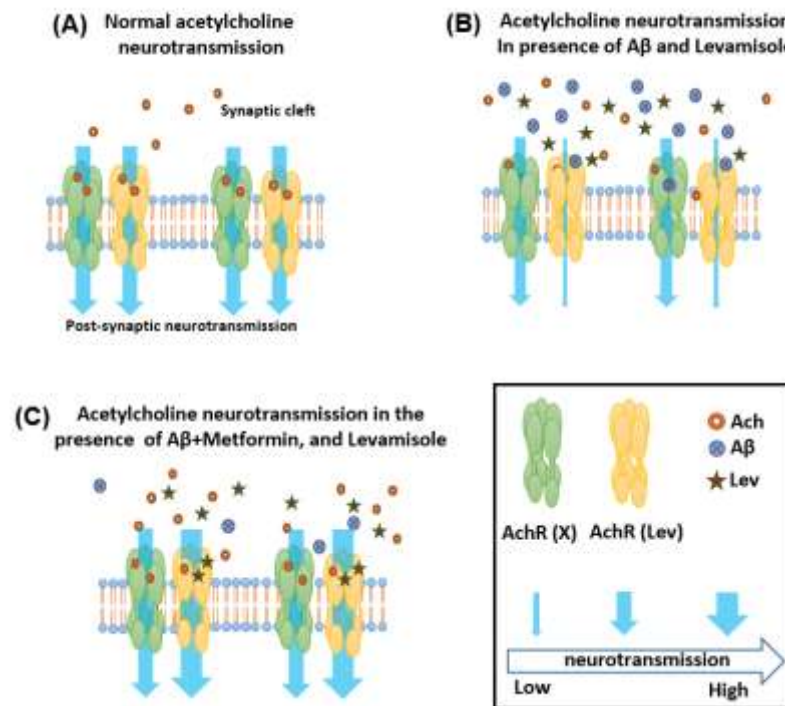 (A) Normal acetylcholine
neurotransmission
Synaptic cleft
Post-synaptic neurotransmission
(B) Acetylcholine neurotransmission
In presence of Aβ and Levamisole
(C) Acetylcholine neurotransmission in the
presence of Aβ+Metformin, and Levamisole
Ach
Aβ
Lev
AchR (X) AchR (Lev)
neurotransmission
Low High